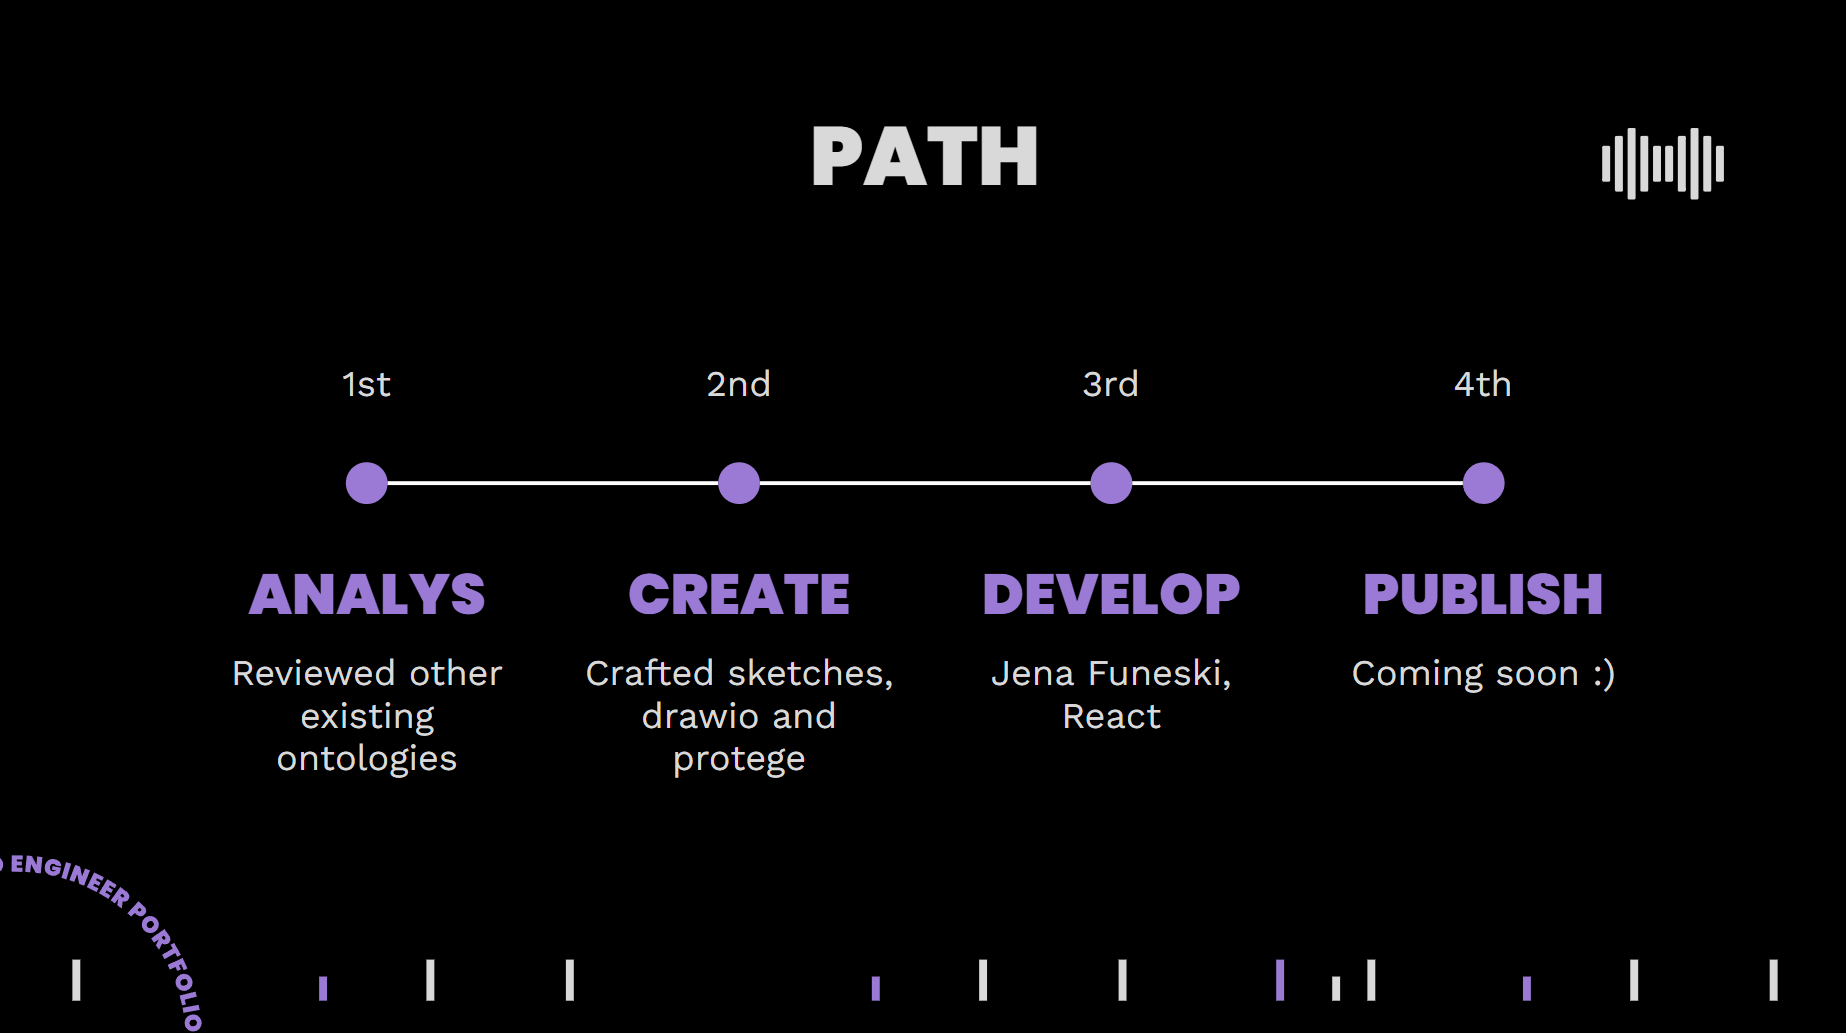 PATH
1st
2nd
3rd
4th
ANALYS
Reviewed other
existing
ontologies
CREATE
Crafted sketches,
drawio and
protege
DEVELOP
Jena Funeski,
React
PUBLISH
Coming soon :)
ENGINEER PORTFOLIO